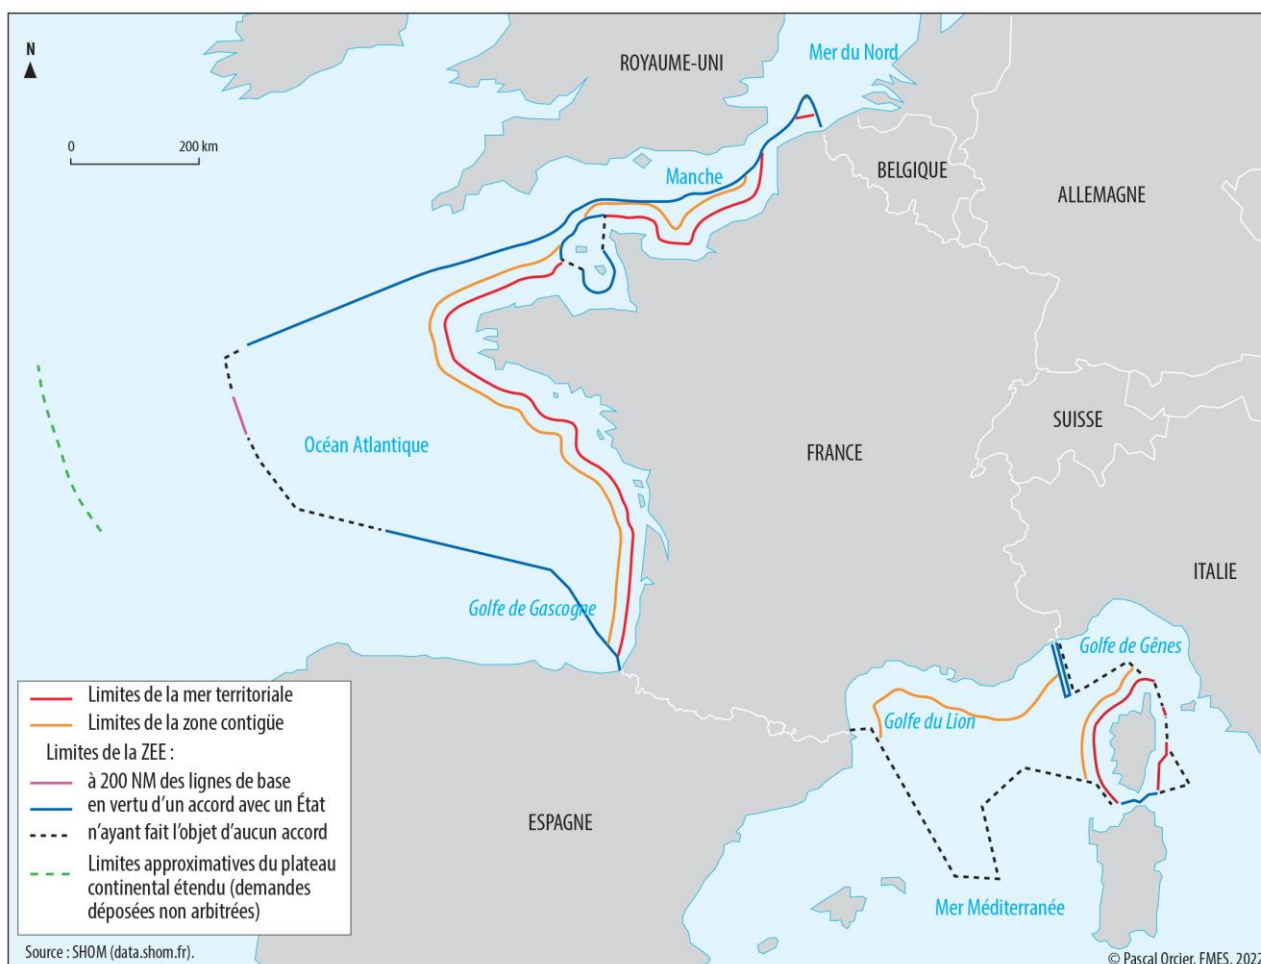 N
ROYAUME-UNI
Mer du Nord
0 200 km
Manche
BELGIQUE
ALLEMAGNE
Océan Atlantique
FRANCE
SUISSE
ITALIE
Golfe de Gascogne
Golfe de Gênes
Golfe du Lion
ESPAGNE
Mer Méditerranée
Limites de la mer territoriale
Limites de la zone contigüe
Limites de la ZEE :
à 200 NM des lignes de base
en vertu d'un accord avec un État
n'ayant fait l'objet d'aucun accord
Limites approximatives du plateau
continental étendu (demandes
déposées non arbitrées)
Source : SHOM (data.shom.fr).
© Pascal Orcier, FMES, 2022